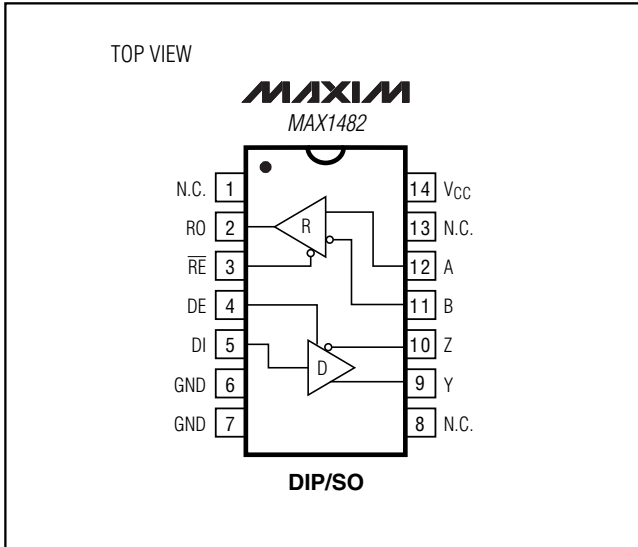 TOP VIEW
MAXIM
MAX1482
N.C. 1
RO 2
R̅E̅ 3
DE 4
DI 5
GND 6
GND 7
14 VCC
13 N.C.
12 A
11 B
10 Z
9 Y
8 N.C.
R
D
DIP/SO